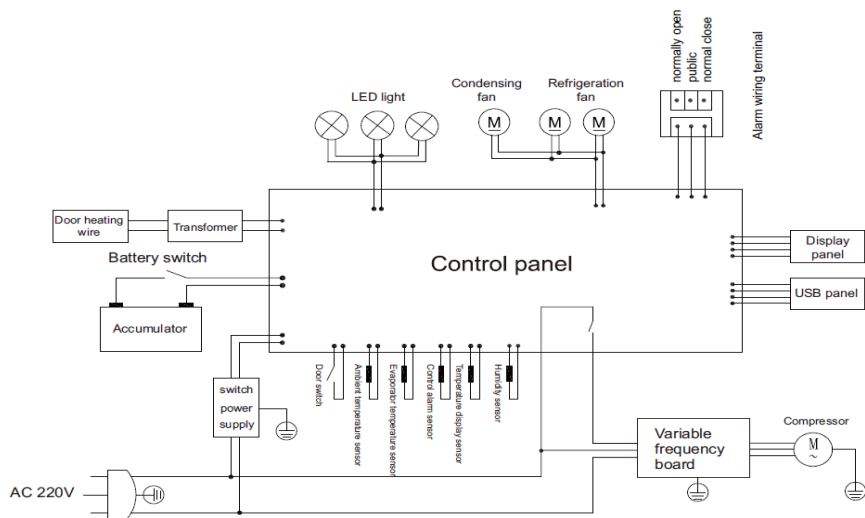 normally open
public
normal close
Alarm wiring terminal
Condensing
fan
Refrigeration
fan
LED light
M
M
M
Door heating
wire
Transformer
Battery switch
Accumulator
Control panel
Display
panel
USB panel
Door switch
Ambient temperature sensor
Evaporator temperature sensor
Control alarm sensor
Temperature display sensor
Humidity sensor
switch
power
supply
Variable
frequency
board
Compressor
M
~
AC 220V